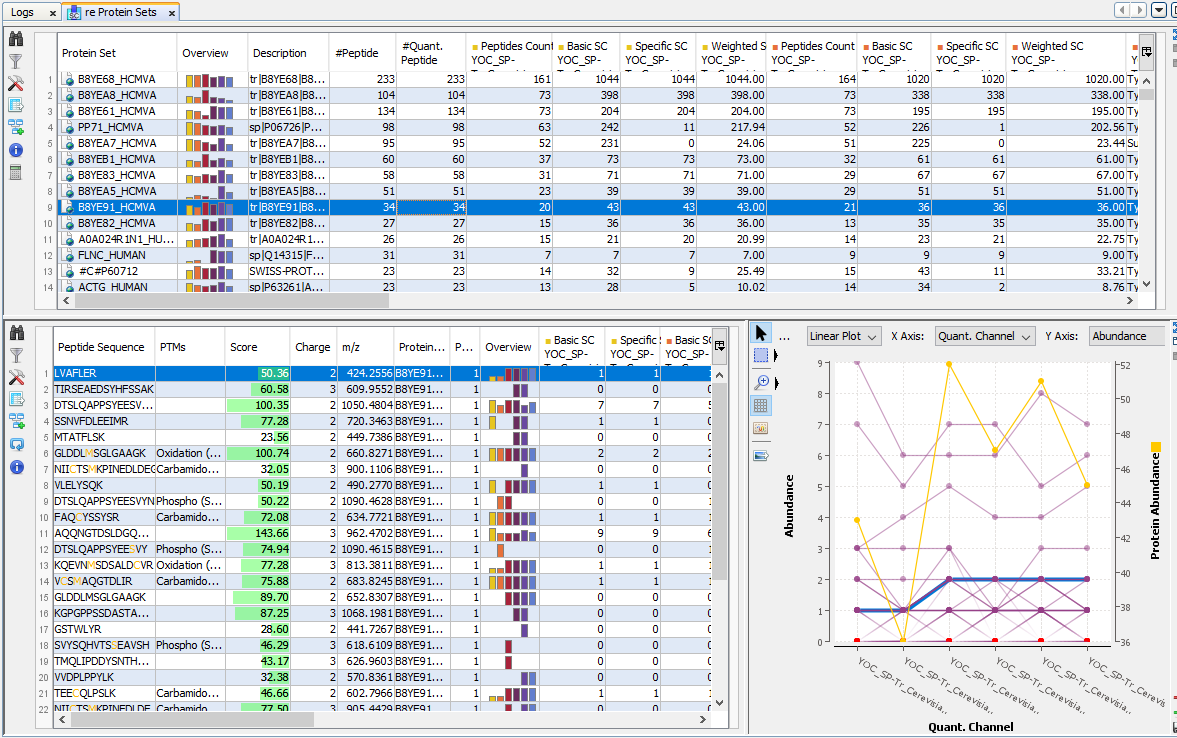 Logs x re Protein Sets x
Protein Set Overview Description #Peptide #Quant. Peptide Peptides Count YOC_SP- Basic SC YOC_SP- Specific SC YOC_SP- Weighted S YOC_SP- Peptides Count YOC_SP- Basic SC YOC_SP- Specific SC YOC_SP- Weighted SC YOC_SP-
1 B8YE68_HCMVA tr|B8YE68|B8... 233 233 161 1044 1044 1044.00 164 1020 1020 1020.00 Ty
2 B8YEA8_HCMVA tr|B8YEA8|B8... 104 104 73 398 398 398.00 73 338 338 338.00 Ty
3 B8YE61_HCMVA tr|B8YE61|B8... 134 134 73 204 204 204.00 73 195 195 195.00 Ty
4 PP71_HCMVA sp|P06726|P... 98 98 63 242 11 217.94 52 226 1 202.56 Ty
5 B8YEA7_HCMVA tr|B8YEA7|B8... 95 95 52 231 0 24.06 51 225 0 23.44 Su
6 B8YEB1_HCMVA tr|B8YEB1|B8... 60 60 37 73 73 73.00 32 61 61 61.00 Ty
7 B8YE83_HCMVA tr|B8YE83|B8... 58 58 31 71 71 71.00 29 67 67 67.00 Ty
8 B8YEA5_HCMVA tr|B8YEA5|B8... 51 51 23 39 39 39.00 29 51 51 51.00 Ty
9 B8YE91_HCMVA tr|B8YE91|B8... 34 34 20 43 43 43.00 21 36 36 36.00 Ty
10 B8YE82_HCMVA tr|B8YE82|B8... 27 27 15 36 36 36.00 13 35 35 35.00 Ty
11 A0A024R1N1_HU... tr|A0A024R1... 26 26 15 21 20 20.99 14 23 21 22.75 Ty
12 FLNC_HUMAN sp|Q14315|F... 31 31 7 7 7 7.00 9 9 9 9.00 Ty
13 #C#P60712 SWISS-PROT... 23 23 14 32 9 25.49 15 43 11 33.21 Ty
14 ACTG_HUMAN sp|P63261|A... 23 23 13 28 5 10.02 14 34 2 8.76 Ty
Peptide Sequence PTMs Score Charge m/z Protein... P... Overview Basic SC YOC_SP- Specific YOC_SP- Basic S YOC_SP-
1 LVAFLER 50.36 2 424.2556 B8YE91... 1 1 1
2 TIRSEAEDSYHFSSAK 60.58 3 609.9552 B8YE91... 1 0 0
3 DTSLQAPPSYEESV... 100.35 2 1050.4804 B8YE91... 1 7 7
4 SSNVFDLEEIMR 77.28 2 720.3463 B8YE91... 1 0 0
5 MTATFLSK 23.56 2 449.7386 B8YE91... 1 0 0
6 GLDDLMSGLGAAGK Oxidation (... 100.74 2 660.8271 B8YE91... 1 2 2
7 NIICTSMKPINEDLDEG Carbamido... 32.05 3 900.1106 B8YE91... 1 0 0
8 VLELYSQK 50.19 2 490.2770 B8YE91... 1 1 1
9 DTSLQAPPSYEESVYN Phospho (S... 50.22 2 1090.4628 B8YE91... 1 0 0
10 FAQCYSSYSR Carbamido... 72.08 2 634.7721 B8YE91... 1 1 1
11 AQQNGTDSLDGQ... 143.66 3 962.4702 B8YE91... 1 9 9
12 DTSLQAPPSYEESVY Phospho (S... 74.94 2 1090.4615 B8YE91... 1 0 0
13 KQEVNMSDSALDCVR Oxidation (... 77.28 3 813.3811 B8YE91... 1 1 1
14 VCSMAQGTDLIR Carbamido... 75.88 2 683.8245 B8YE91... 1 1 1
15 GLDDLMSGLGAAGK 89.70 2 652.8307 B8YE91... 1 0 0
16 KGPGPPSSDASTA... 87.25 2 1068.1981 B8YE91... 1 0 0
17 GSTWLYR 28.60 2 441.7267 B8YE91... 1 0 0
18 SVYSQHVTSSEAVSH Phospho (S... 46.29 3 618.6109 B8YE91... 1 0 0
19 TMQLIPDDYSNTH... 43.17 3 626.9603 B8YE91... 1 0 0
20 VVDPLPPYLK 32.38 2 570.8361 B8YE91... 1 0 0
21 TEECQLPSLK Carbamido... 46.66 2 602.7966 B8YE91... 1 1 1
22 NIICTSMKPINEDLDE Carbamido 77.50 3 905.4429 B8YE91... 1 0 0
... Linear Plot X Axis: Quant. Channel Y Axis: Abundance
9
8
7
6
5
4
3
2
1
0
52
50
48
46
44
42
40
38
36
Abundance
Protein Abundance
YOC_SP-Tr_Cerevisia..
YOC_SP-Tr_Cerevisia..
YOC_SP-Tr_Cerevisia..
YOC_SP-Tr_Cerevisia..
YOC_SP-Tr_Cerevisia..
YOC_SP-Tr_Cerevis
Quant. Channel